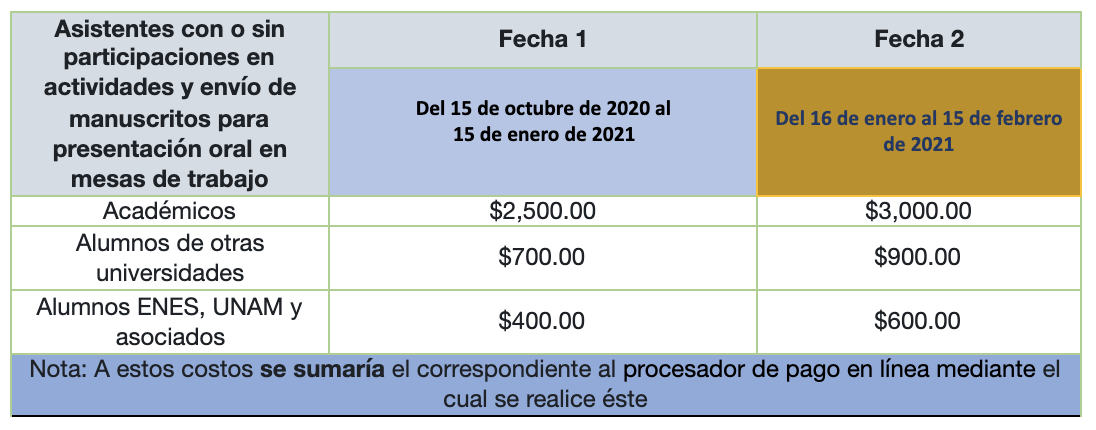 Asistentes con o sin
participaciones en
actividades y envío de
manuscritos para
presentación oral en
mesas de trabajo
Fecha 1
Fecha 2
Del 15 de octubre de 2020 al
15 de enero de 2021
Del 16 de enero al 15 de febrero
de 2021
Académicos
$2,500.00
$3,000.00
Alumnos de otras
universidades
$700.00
$900.00
Alumnos ENES, UNAM y
asociados
$400.00
$600.00
Nota: A estos costos se sumaría el correspondiente al procesador de pago en línea mediante el
cual se realice éste